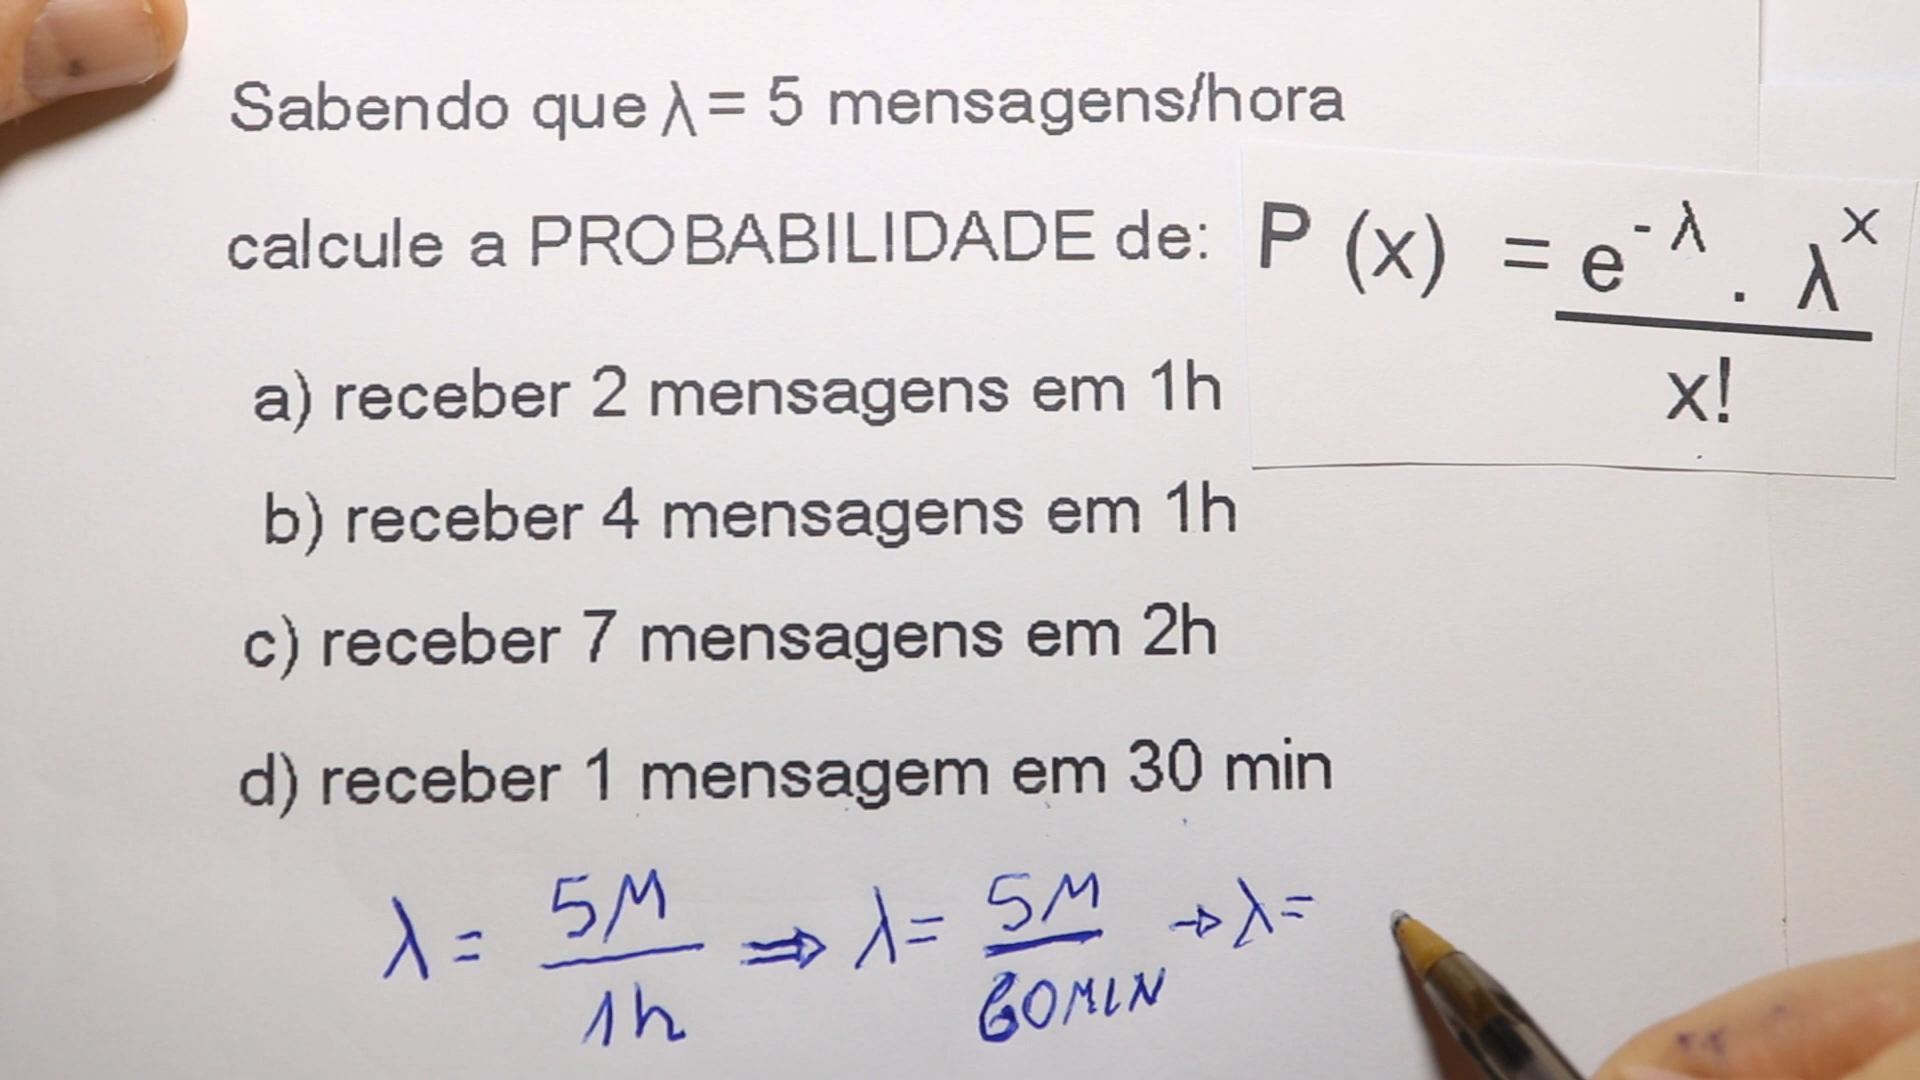 Sabendo que λ = 5 mensagens/hora
calcule a PROBABILIDADE de:
P (x) = e^-λ . λ^x
x!
a) receber 2 mensagens em 1h
b) receber 4 mensagens em 1h
c) receber 7 mensagens em 2h
d) receber 1 mensagem em 30 min
λ = 5M ⇒ λ = 5M → λ =
1h 60MIN